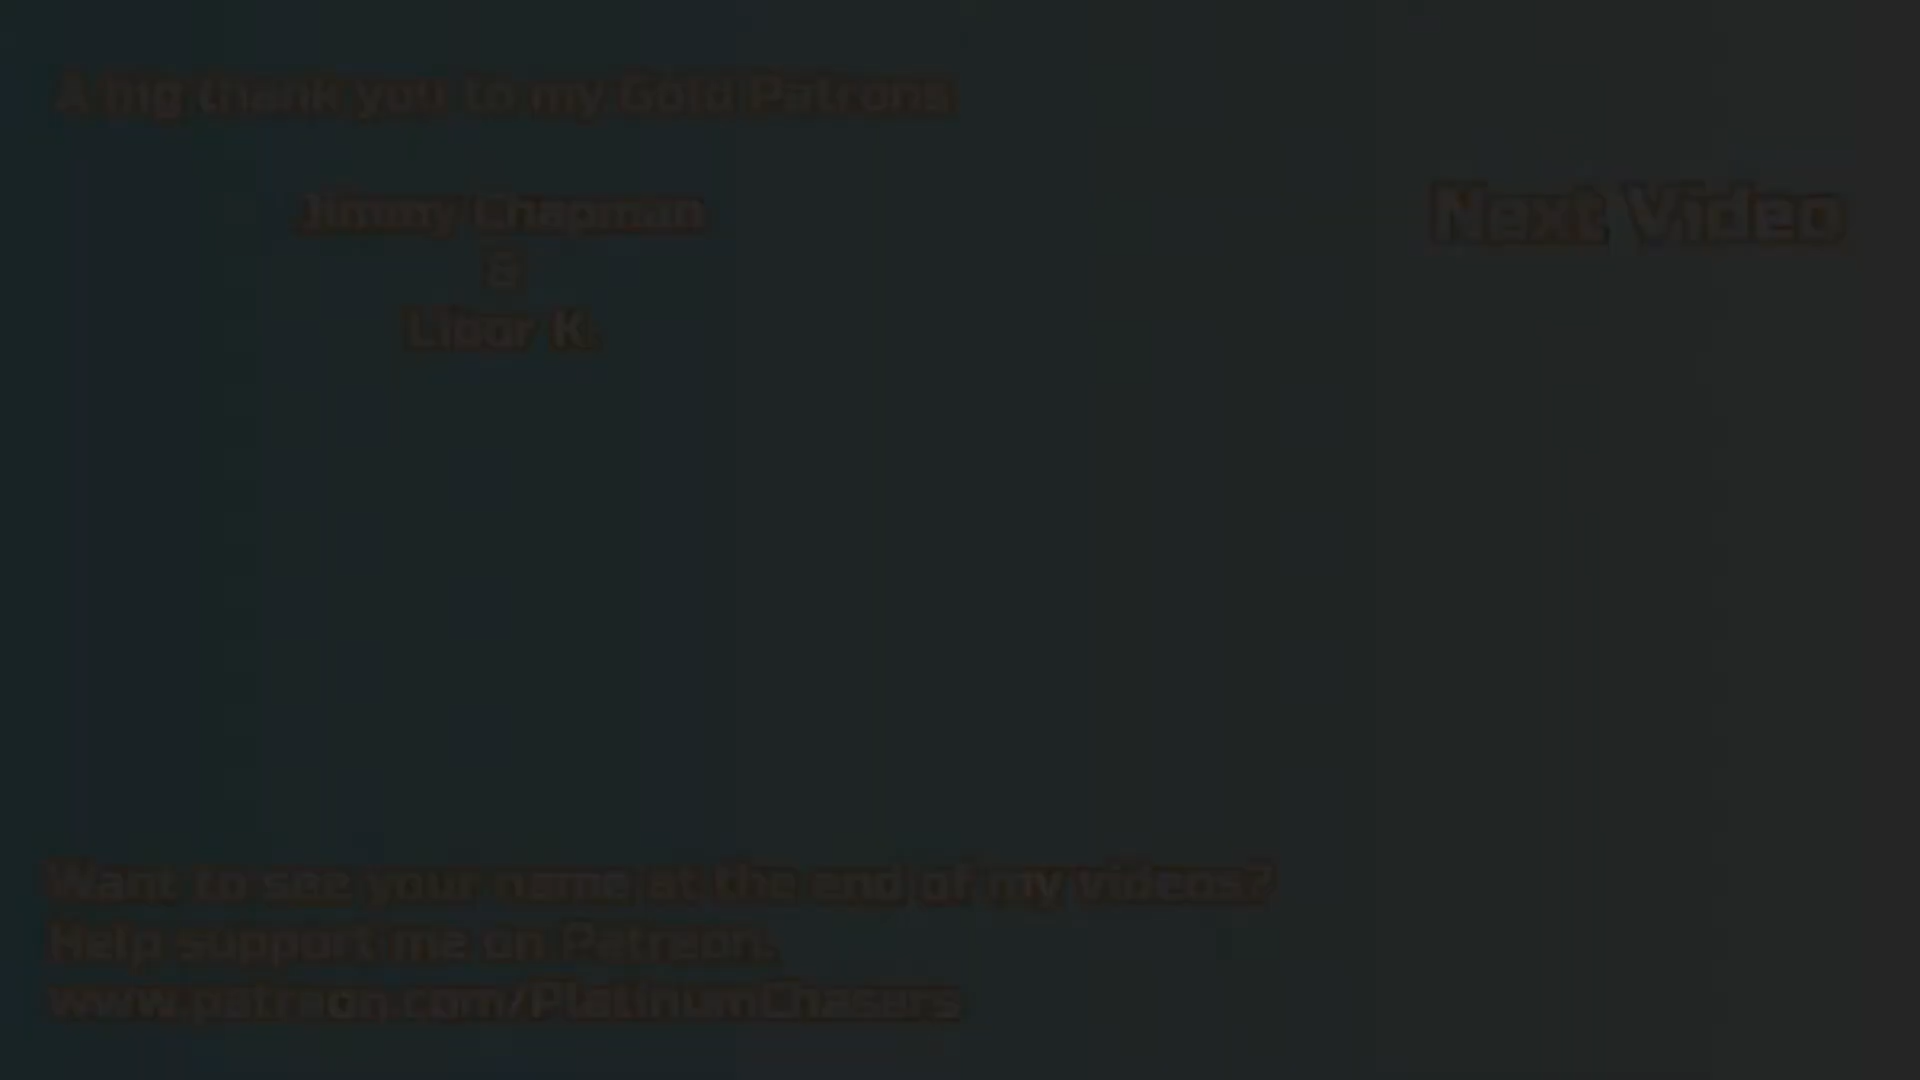 A big thank you to my Gold Patrons
Jimmy Chapman
&
Libor K.
Next Video
Want to see your name at the end of my videos?
Help support me on Patreon:
www.patreon.com/PlatinumChasers